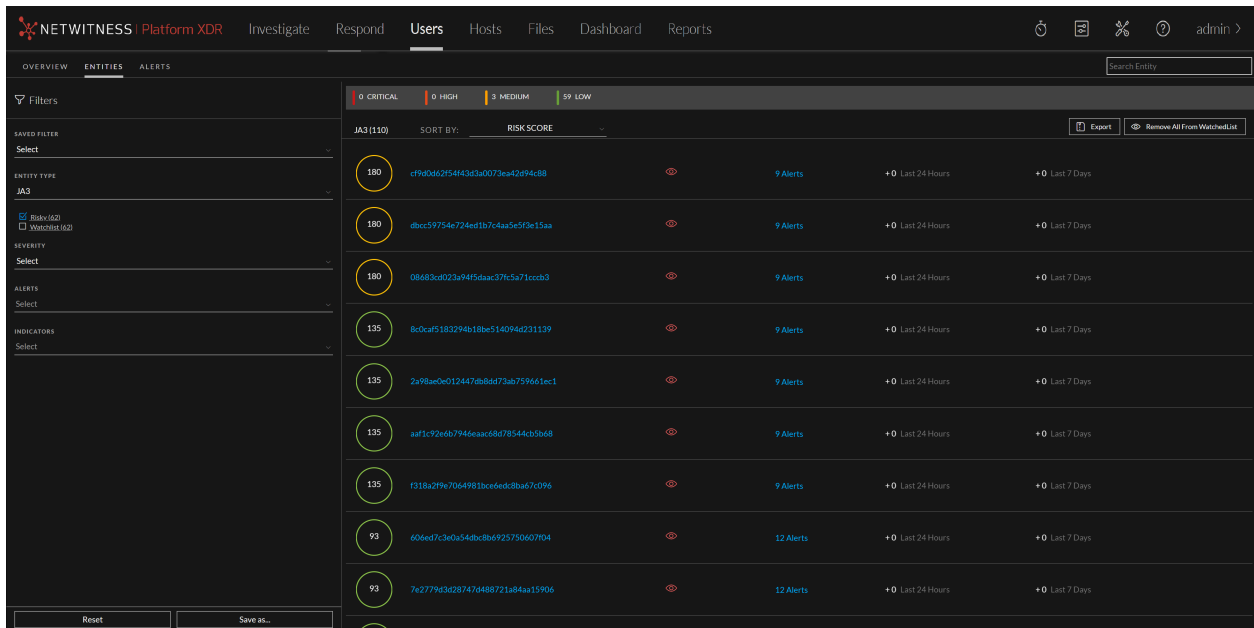 NETWITNESS | Platform XDR Investigate Respond Users Hosts Files Dashboard Reports admin >
OVERVIEW ENTITIES ALERTS Search Entity
Filters
SAVED FILTER
Select
ENTITY TYPE
JA3
Risky (62)
Watchlist (62)
SEVERITY
Select
ALERTS
Select
INDICATORS
Select
Reset Save as...
0 CRITICAL 0 HIGH 3 MEDIUM 59 LOW
JA3 (110) SORT BY: RISK SCORE Export Remove All From WatchedList
180 cf9d0d62f54f43d3a0073ea42d94c88 9 Alerts +0 Last 24 Hours +0 Last 7 Days
180 dbcc59754e724ed1b7c4aa5e5f3e15aa 9 Alerts +0 Last 24 Hours +0 Last 7 Days
180 08683cd023a94f5daac37fc5a71cccb3 9 Alerts +0 Last 24 Hours +0 Last 7 Days
135 8c0caf5183294b18be514094d231139 9 Alerts +0 Last 24 Hours +0 Last 7 Days
135 2a98ae0e012447db8dd73ab759661ec1 9 Alerts +0 Last 24 Hours +0 Last 7 Days
135 aaf1c92e6b7946eaac68d78544cb5b68 9 Alerts +0 Last 24 Hours +0 Last 7 Days
135 f318a2f9e7064981bce6edc8ba67c096 9 Alerts +0 Last 24 Hours +0 Last 7 Days
93 606ed7c3e0a54dbc8b6925750607f04 12 Alerts +0 Last 24 Hours +0 Last 7 Days
93 7e2779d3d28747d488721a84aa15906 12 Alerts +0 Last 24 Hours +0 Last 7 Days